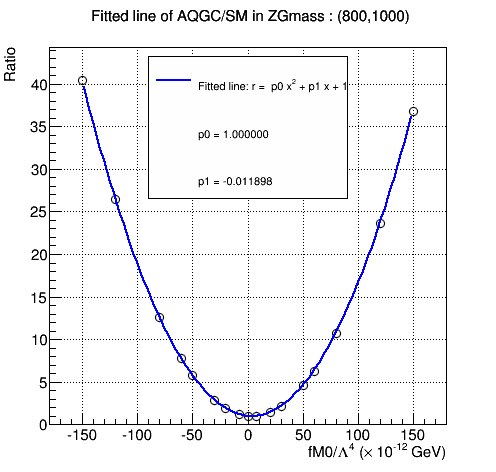 Fitted line of AQGC/SM in ZGmass : (800,1000)
Ratio
Fitted line: r = p0 x² + p1 x + 1
p0 = 1.000000
p1 = -0.011898
40
35
30
25
20
15
10
5
0
-150 -100 -50 0 50 100 150
fM0/Λ⁴ (× 10⁻¹² GeV)